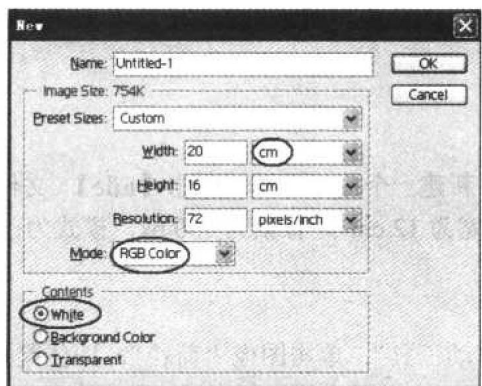 New
Name: Untitled-1
OK
Image Size: 754K
Cancel
Preset Sizes: Custom
Width: 20 cm
Height: 16 cm
Resolution: 72 pixels/inch
Mode: RGB Color
Contents
White
Background Color
Transparent